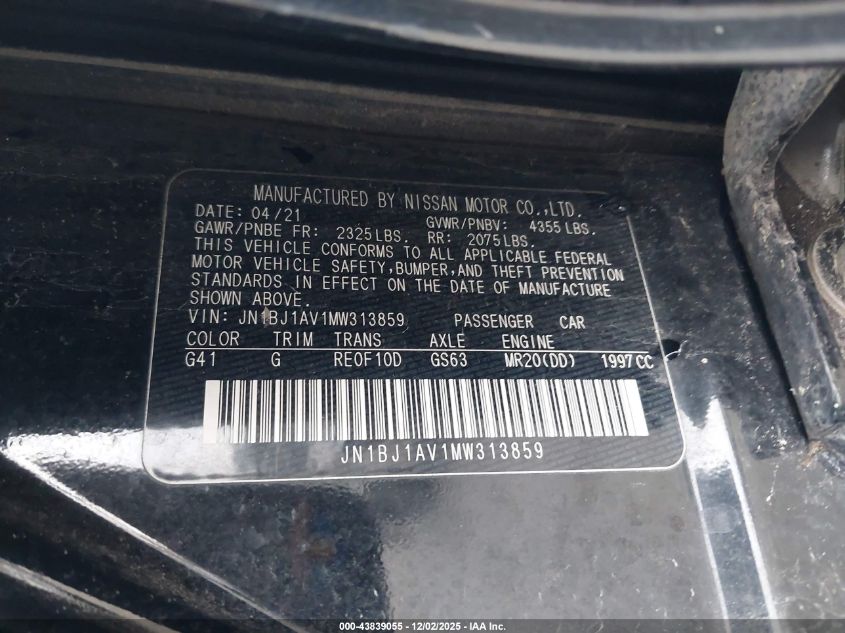 MANUFACTURED BY NISSAN MOTOR CO.,LTD.
DATE: 04/21 GVWR/PNBV: 4355 LBS.
GAWR/PNBE FR: 2325LBS. RR: 2075LBS.
THIS VEHICLE CONFORMS TO ALL APPLICABLE FEDERAL
MOTOR VEHICLE SAFETY,BUMPER,AND THEFT PREVENTION
STANDARDS IN EFFECT ON THE DATE OF MANUFACTURE
SHOWN ABOVE.
VIN: JN1BJ1AV1MW313859 PASSENGER CAR
COLOR TRIM TRANS AXLE ENGINE
G41 G REOF10D GS63 MR20(DD) 1997CC
JN1BJ1AV1MW313859
000-43839055 - 12/02/2025 - IAA Inc.